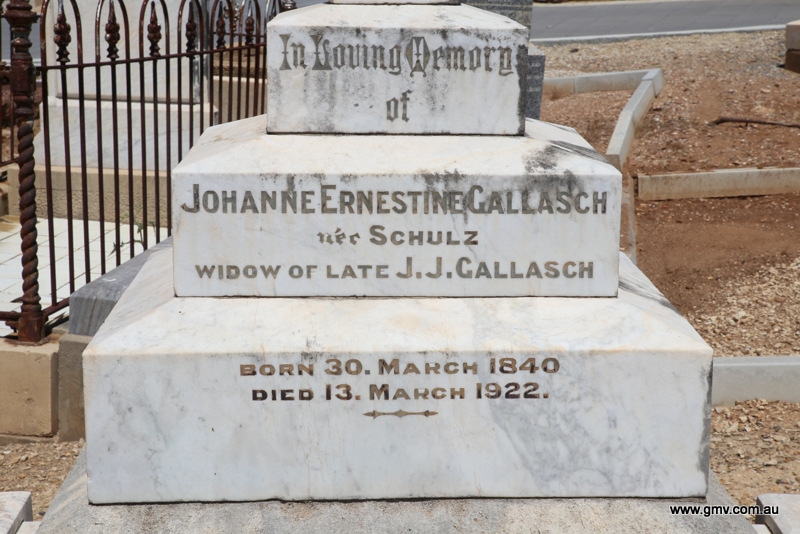 In Loving Memory
of
JOHANNE ERNESTINE GALLASCH
née SCHULZ
WIDOW OF LATE J. J. GALLASCH
BORN 30. MARCH 1840
DIED 13. MARCH 1922.
www.gmv.com.au